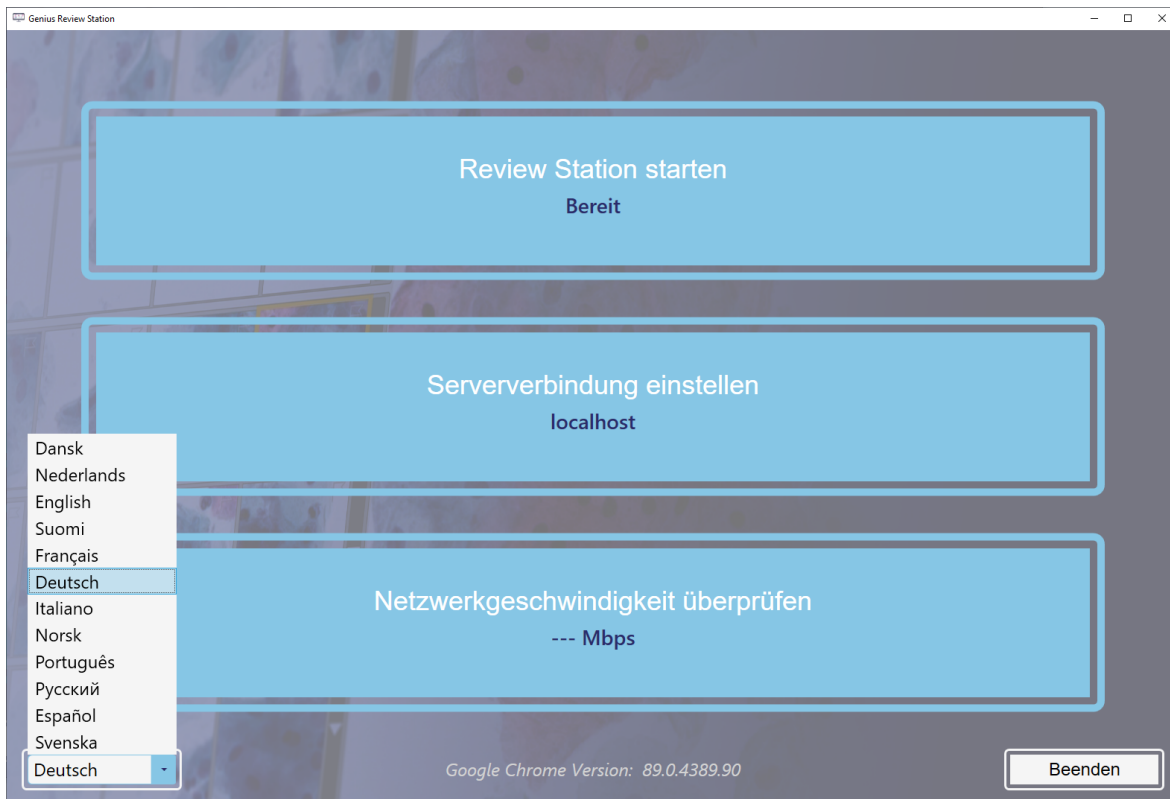 Genius Review Station
Review Station starten
Bereit
Serververbindung einstellen
localhost
Netzwerkgeschwindigkeit überprüfen
--- Mbps
Dansk
Nederlands
English
Suomi
Français
Deutsch
Italiano
Norsk
Português
Русский
Español
Svenska
Deutsch
Google Chrome Version: 89.0.4389.90
Beenden